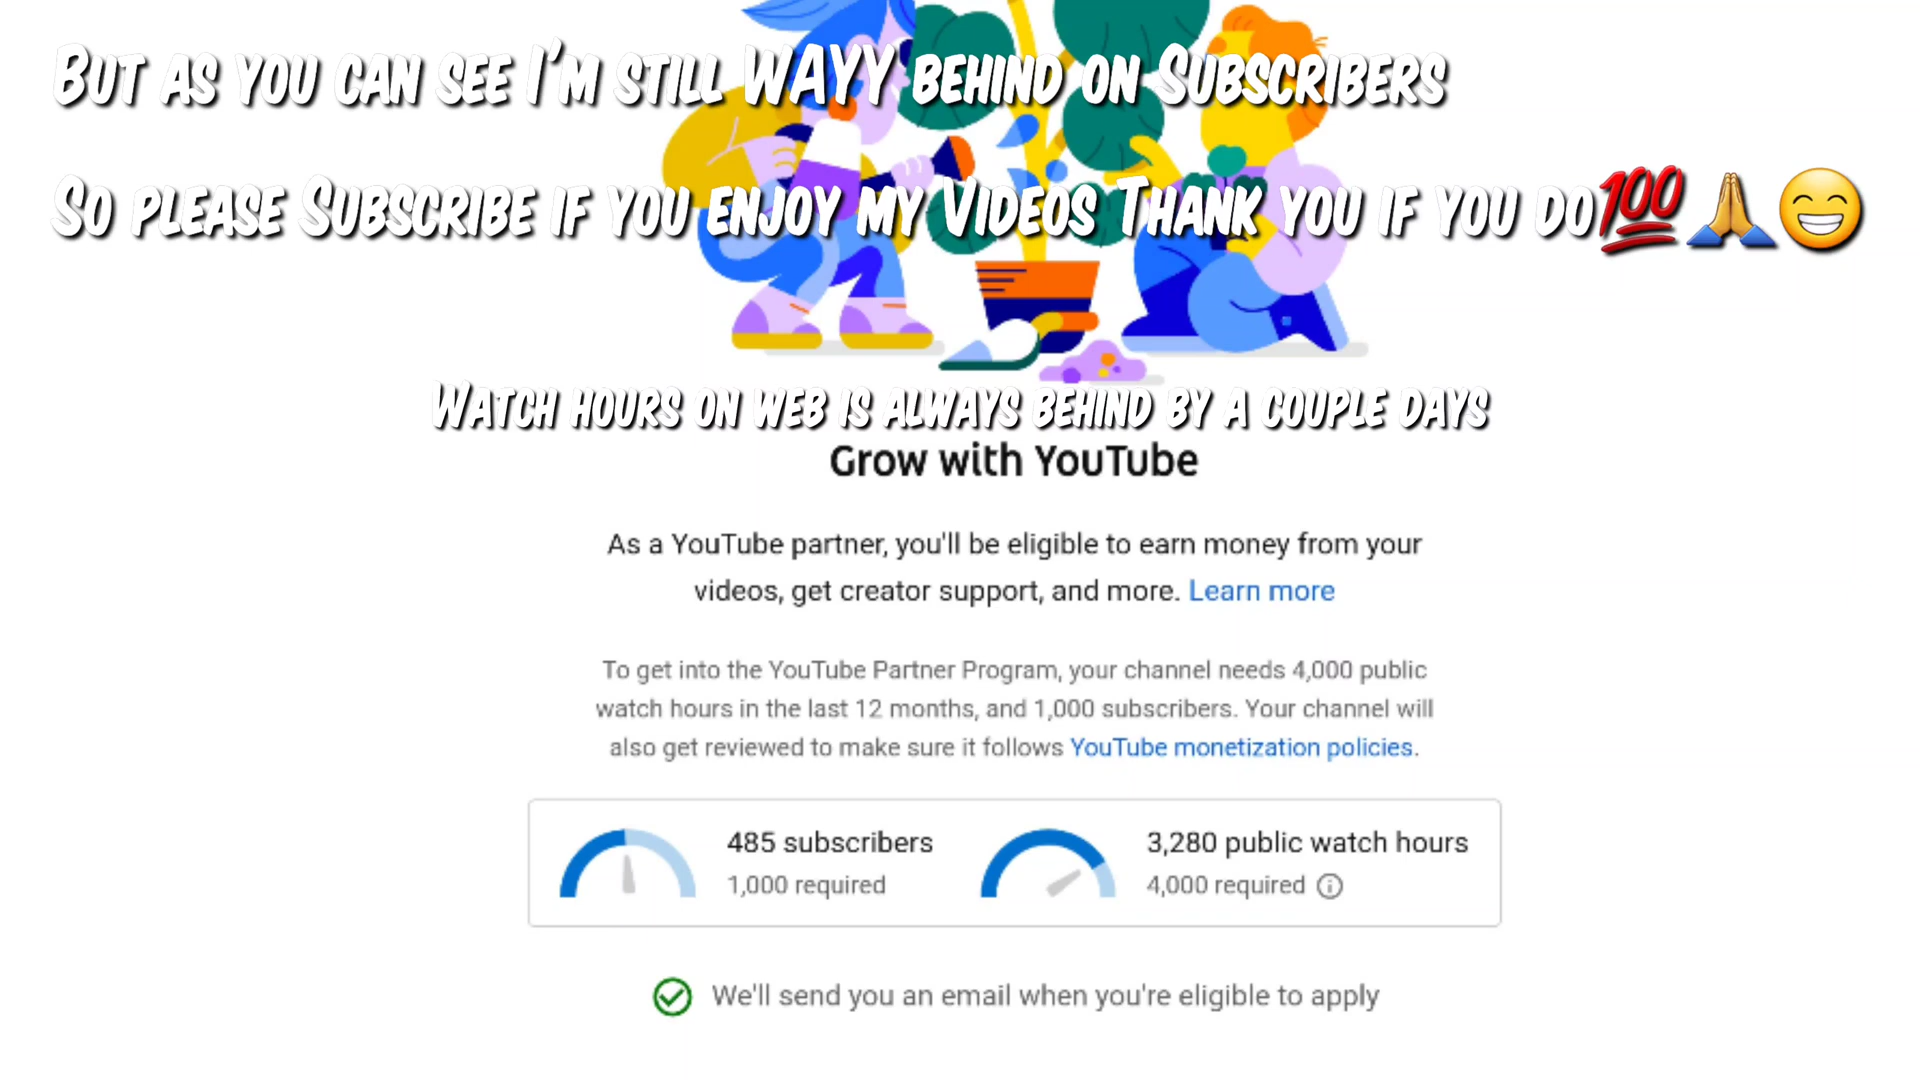 But as you can see I'm still WAYY behind on Subscribers
So please Subscribe if you enjoy my Videos Thank you if you do💯🙏😁
Watch hours on web is always behind by a couple days
Grow with YouTube
As a YouTube partner, you'll be eligible to earn money from your
videos, get creator support, and more. Learn more
To get into the YouTube Partner Program, your channel needs 4,000 public
watch hours in the last 12 months, and 1,000 subscribers. Your channel will
also get reviewed to make sure it follows YouTube monetization policies.
485 subscribers
1,000 required
3,280 public watch hours
4,000 required
We'll send you an email when you're eligible to apply